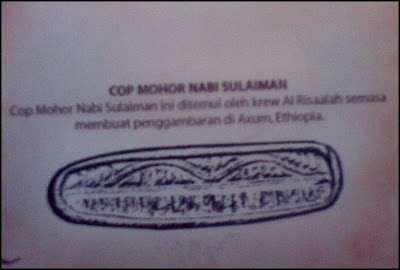 COP MOHOR NABI SULAIMAN
Cop Mohor Nabi Sulaiman ini ditemui oleh krew Al Risaalah semasa
membuat penggambaran di Axum, Ethiopia.